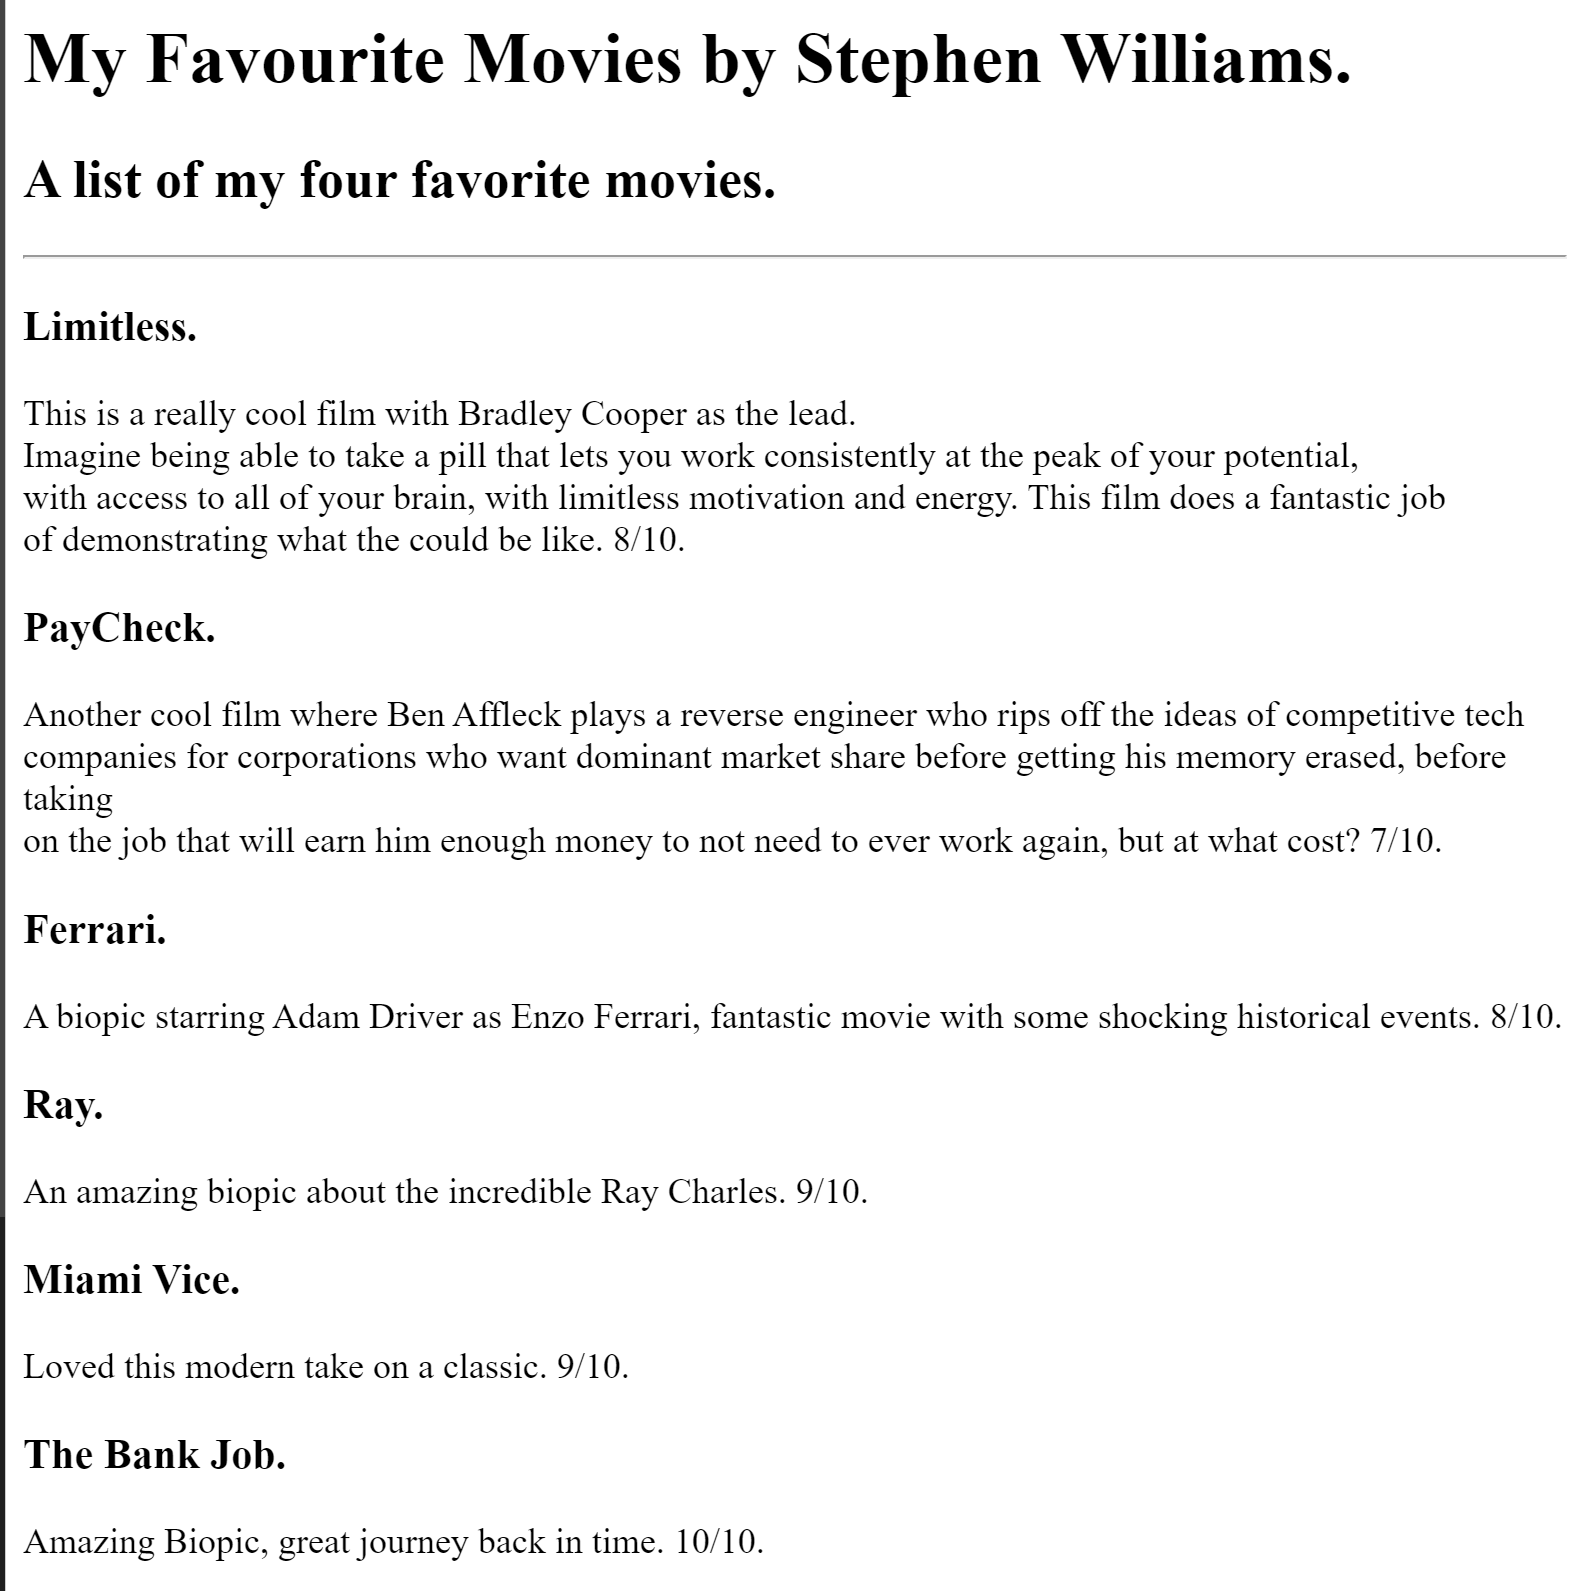 My Favourite Movies by Stephen Williams.
A list of my four favorite movies.
Limitless.
This is a really cool film with Bradley Cooper as the lead.
Imagine being able to take a pill that lets you work consistently at the peak of your potential,
with access to all of your brain, with limitless motivation and energy. This film does a fantastic job
of demonstrating what the could be like. 8/10.
PayCheck.
Another cool film where Ben Affleck plays a reverse engineer who rips off the ideas of competitive tech
companies for corporations who want dominant market share before getting his memory erased, before
taking
on the job that will earn him enough money to not need to ever work again, but at what cost? 7/10.
Ferrari.
A biopic starring Adam Driver as Enzo Ferrari, fantastic movie with some shocking historical events. 8/10.
Ray.
An amazing biopic about the incredible Ray Charles. 9/10.
Miami Vice.
Loved this modern take on a classic. 9/10.
The Bank Job.
Amazing Biopic, great journey back in time. 10/10.